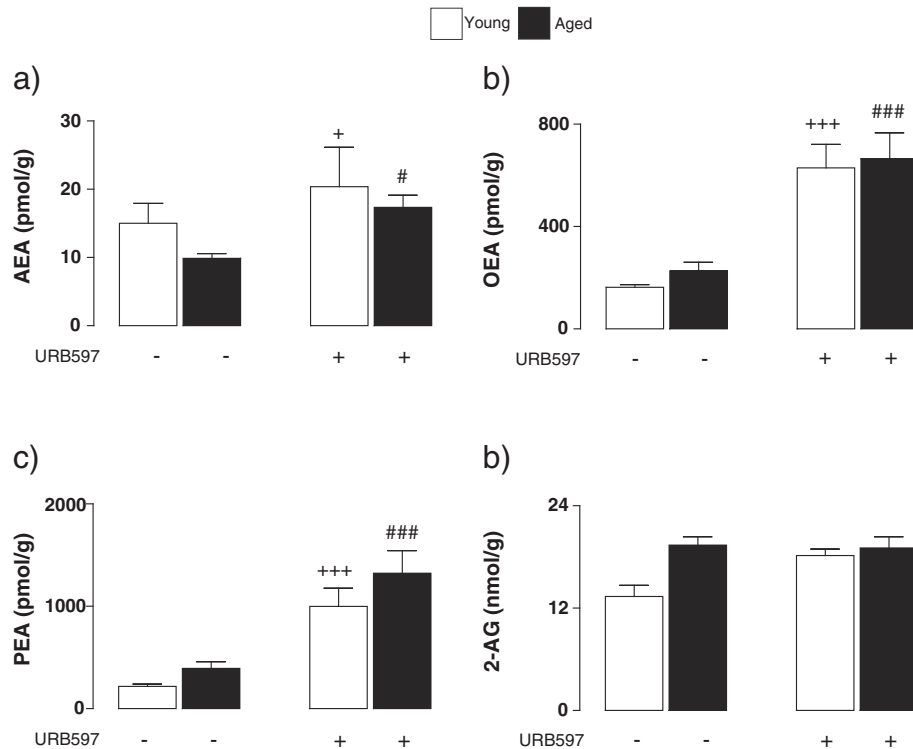 Young Aged
a)
AEA (pmol/g)
30
20
10
0
+
#
URB597 - - + +
b)
OEA (pmol/g)
800
400
0
+++
###
URB597 - - + +
c)
PEA (pmol/g)
2000
1000
0
+++
###
URB597 - - + +
b)
2-AG (nmol/g)
24
12
0
URB597 - - + +